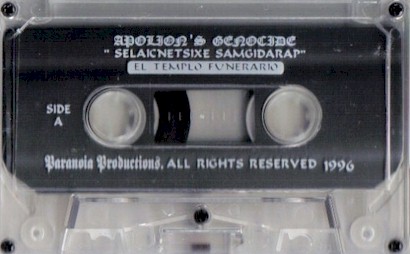 APOLION'S GENOCIDE
"SELAICNETSIXE SAMGIDARAP"
EL TEMPLO FUNERARIO
SIDE
A
Paranoia Productions, ALL RIGHTS RESERVED 1996